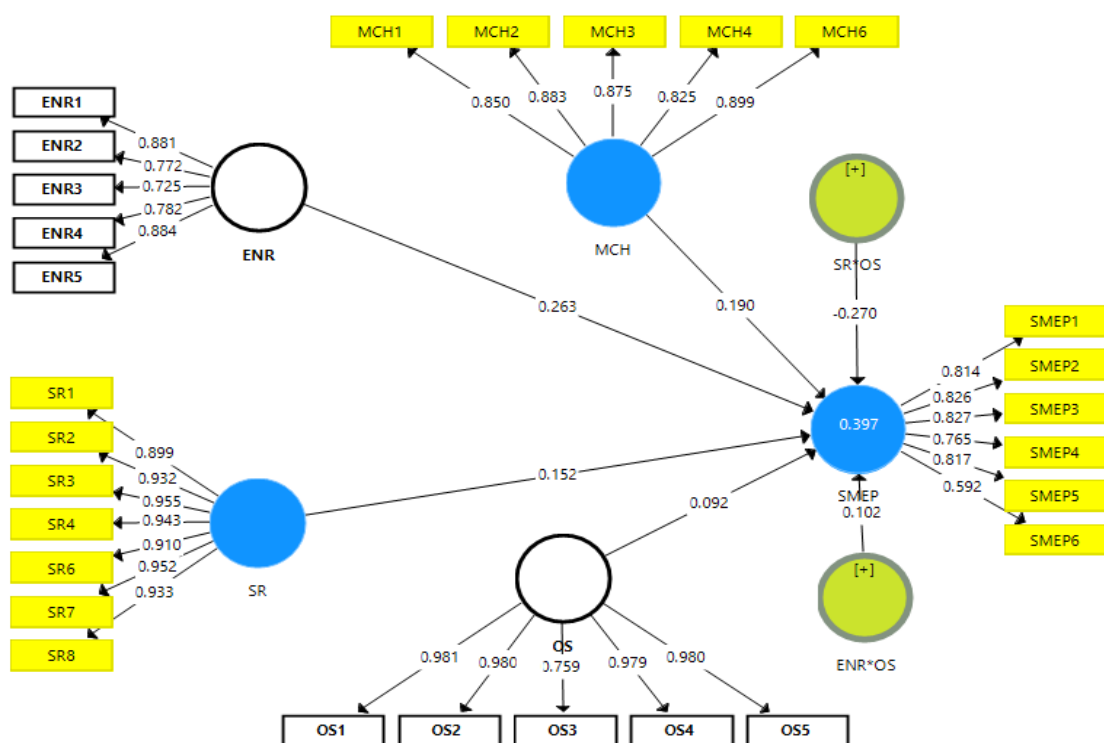 MCH1 MCH2 MCH3 MCH4 MCH6
0.850 0.883 0.875 0.825 0.899
MCH
ENR1
ENR2
ENR3
ENR4
ENR5
0.881
0.772
0.725
0.782
0.884
ENR
[+]
SR*OS
0.263
0.190
-0.270
SR1
SR2
SR3
SR4
SR6
SR7
SR8
0.899
0.932
0.955
0.943
0.910
0.952
0.933
SR
0.152
0.092
0.397
SMEP
0.814
0.826
0.827
0.765
0.817
0.592
SMEP1
SMEP2
SMEP3
SMEP4
SMEP5
SMEP6
0.102
[+]
ENR*OS
OS
0.981 0.980 0.759 0.979 0.980
OS1 OS2 OS3 OS4 OS5